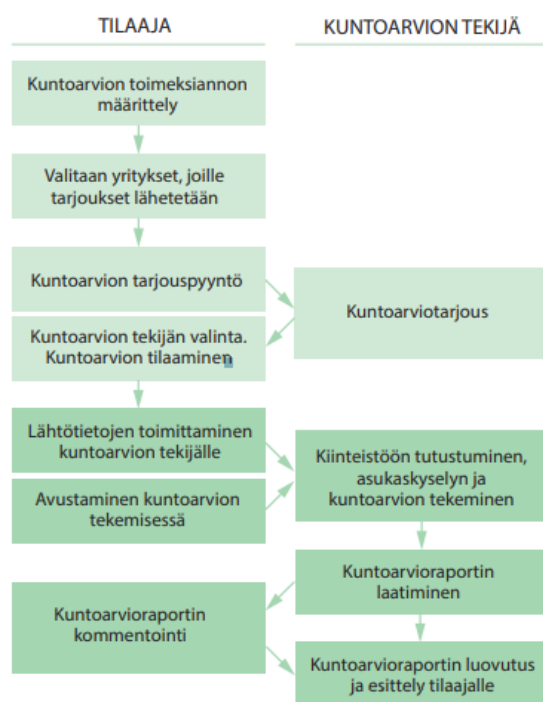 TILAAJA
KUNTOARVION TEKIJÄ
Kuntoarvion toimeksiannon
määrittely
Valitaan yritykset, joille
tarjoukset lähetetään
Kuntoarvion tarjouspyyntö
Kuntoarviotarjous
Kuntoarvion tekijän valinta.
Kuntoarvion tilaaminen
Lähtötietojen toimittaminen
kuntoarvion tekijälle
Avustaminen kuntoarvion
tekemisessä
Kiinteistöön tutustuminen,
asukaskyselyn ja
kuntoarvion tekeminen
Kuntoarvioraportin
laatiminen
Kuntoarvioraportin
kommentointi
Kuntoarvioraportin luovutus
ja esittely tilaajalle